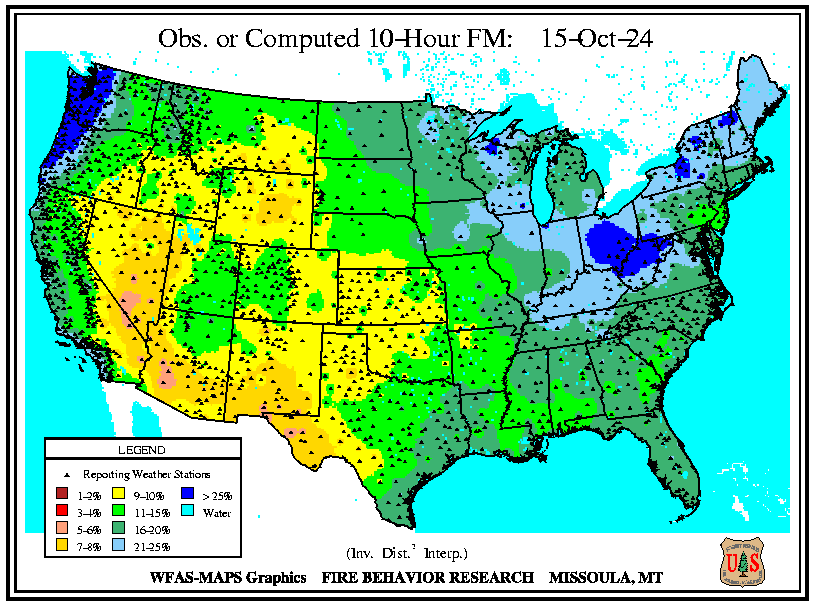 Obs. or Computed 10-Hour FM: 15-Oct-24
LEGEND
Reporting Weather Stations
1-2% 9-10% > 25%
3-4% 11-15% Water
5-6% 16-20%
7-8% 21-25%
(Inv. Dist.² Interp.)
WFAS-MAPS Graphics FIRE BEHAVIOR RESEARCH MISSOULA, MT
U S